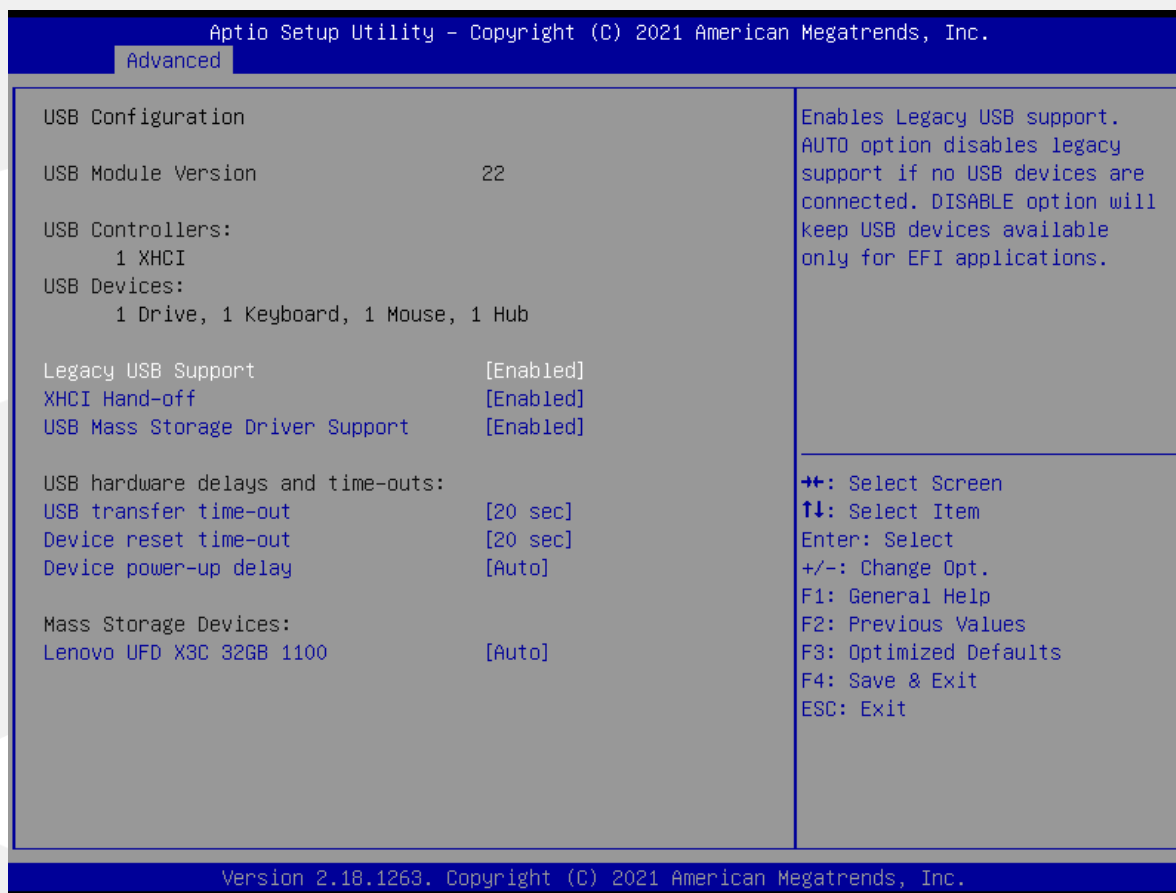 Aptio Setup Utility – Copyright (C) 2021 American Megatrends, Inc.
Advanced
USB Configuration
USB Module Version 22
USB Controllers:
1 XHCI
USB Devices:
1 Drive, 1 Keyboard, 1 Mouse, 1 Hub
Legacy USB Support [Enabled]
XHCI Hand-off [Enabled]
USB Mass Storage Driver Support [Enabled]
USB hardware delays and time-outs:
USB transfer time-out [20 sec]
Device reset time-out [20 sec]
Device power-up delay [Auto]
Mass Storage Devices:
Lenovo UFD X3C 32GB 1100 [Auto]
Enables Legacy USB support.
AUTO option disables legacy
support if no USB devices are
connected. DISABLE option will
keep USB devices available
only for EFI applications.
→←: Select Screen
↑↓: Select Item
Enter: Select
+/-: Change Opt.
F1: General Help
F2: Previous Values
F3: Optimized Defaults
F4: Save & Exit
ESC: Exit
Version 2.18.1263. Copyright (C) 2021 American Megatrends, Inc.